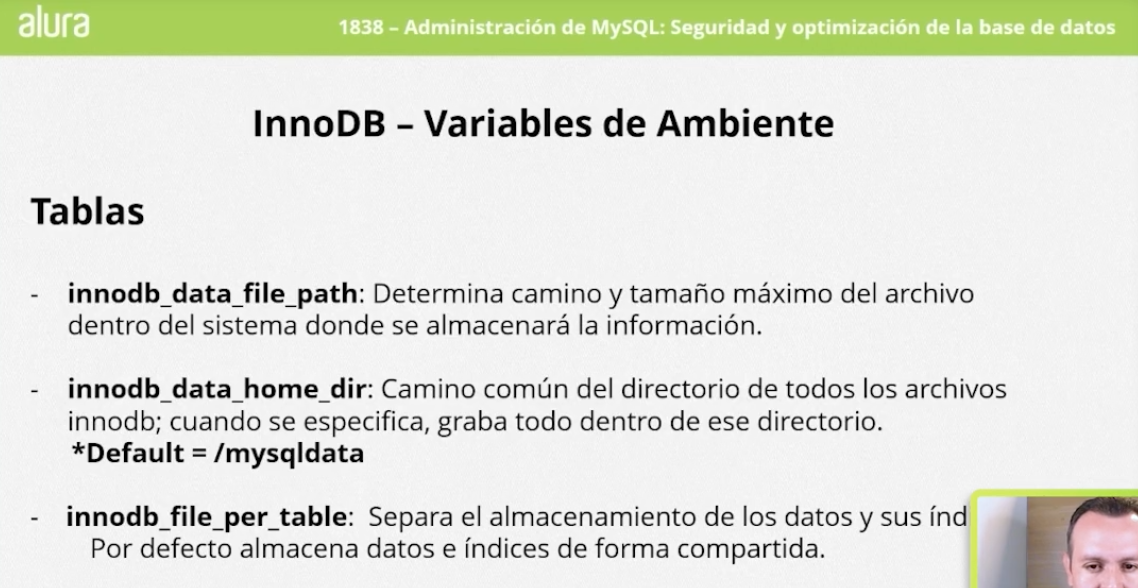 alura
1838 – Administración de MySQL: Seguridad y optimización de la base de datos
InnoDB – Variables de Ambiente
Tablas
- innodb_data_file_path: Determina camino y tamaño máximo del archivo
dentro del sistema donde se almacenará la información.
- innodb_data_home_dir: Camino común del directorio de todos los archivos
innodb; cuando se especifica, graba todo dentro de ese directorio.
*Default = /mysqldata
- innodb_file_per_table: Separa el almacenamiento de los datos y sus
Por defecto almacena datos e índices de forma compartida.